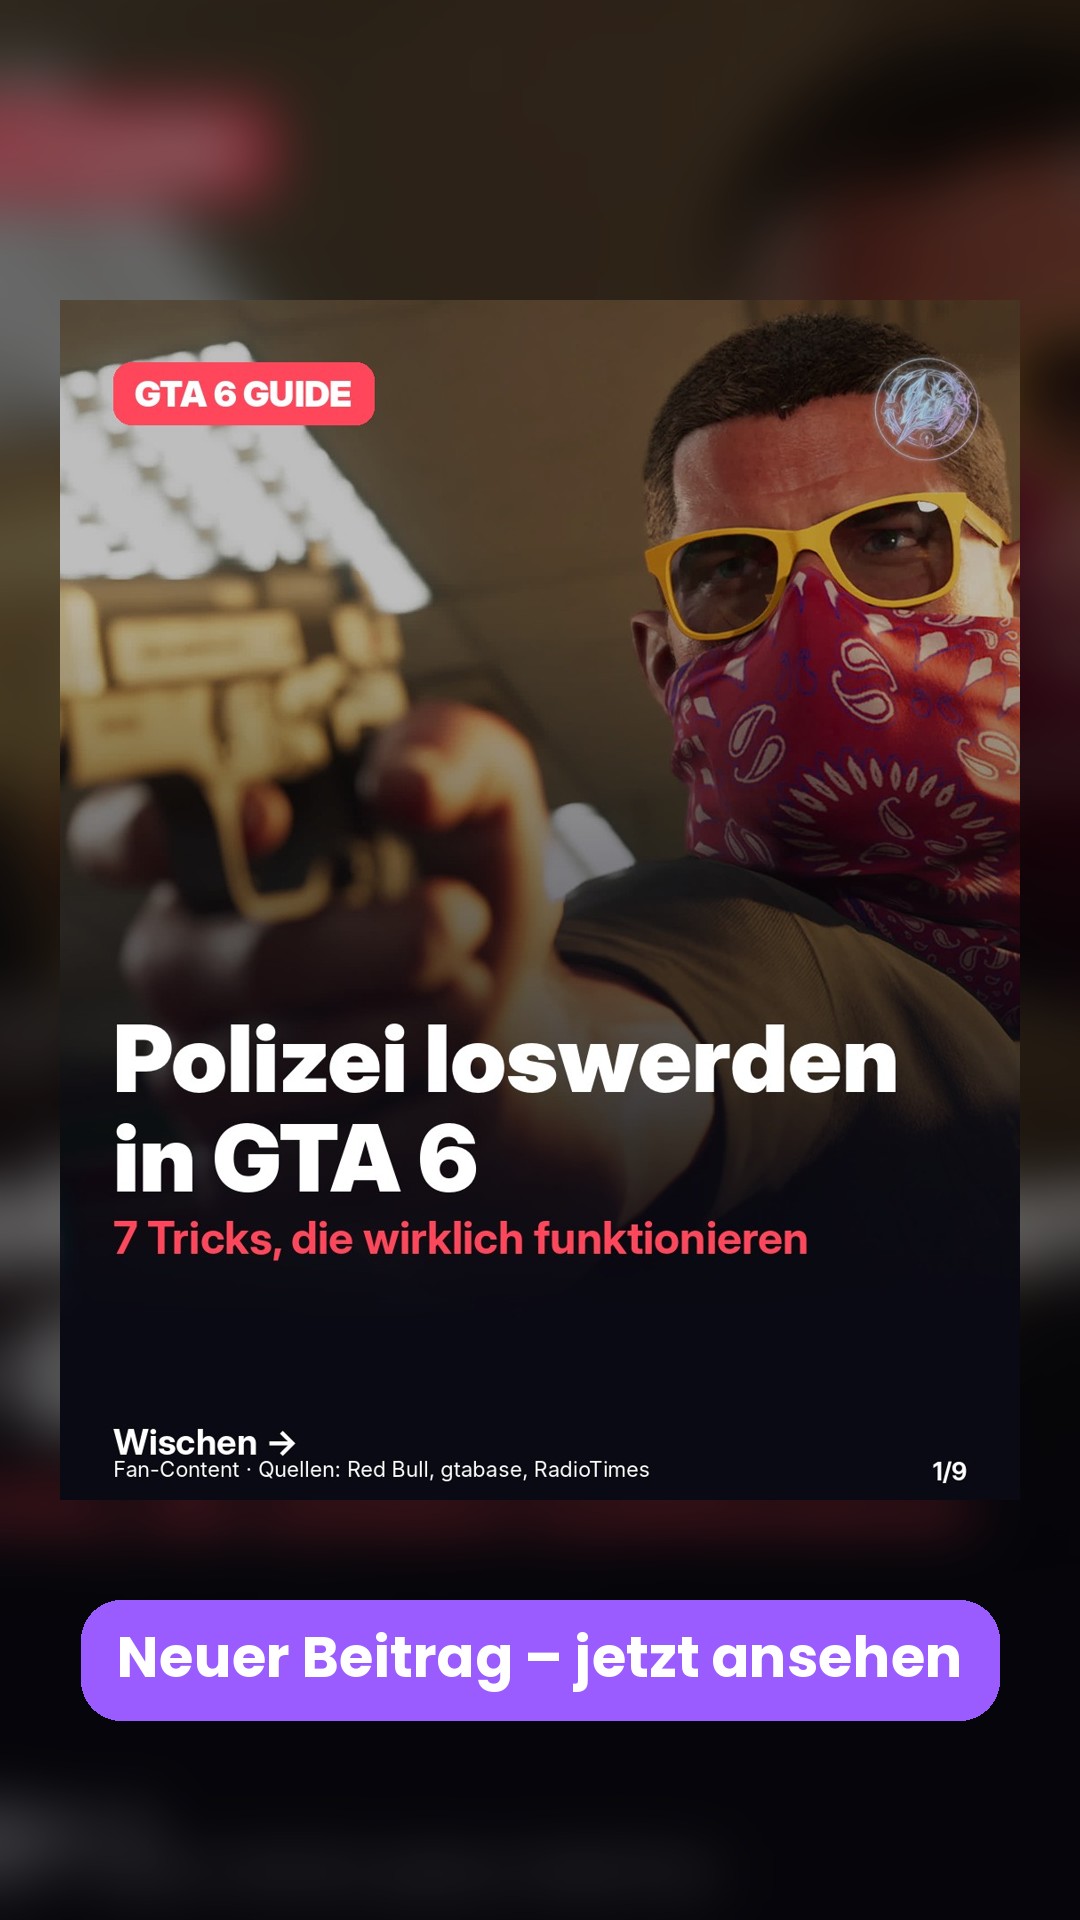 GTA 6 GUIDE
Polizei loswerden
in GTA 6
7 Tricks, die wirklich funktionieren
Wischen →
Fan-Content · Quellen: Red Bull, gtabase, RadioTimes
1/9
Neuer Beitrag – jetzt ansehen